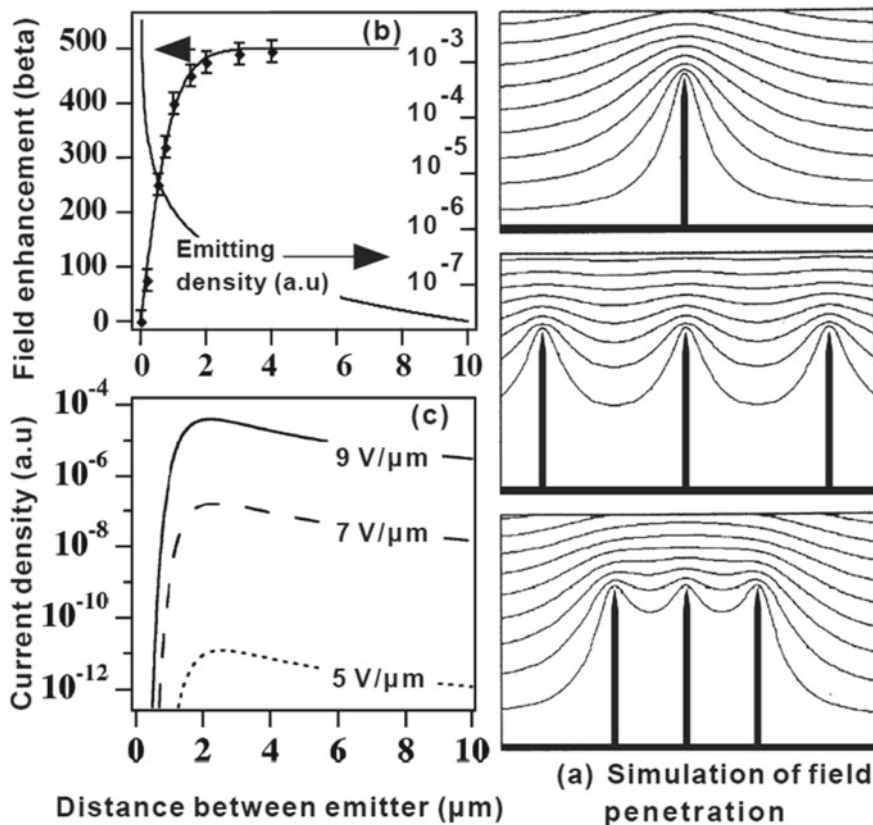 Field enhancement (beta)
500
400
300
200
100
0
(b)
10⁻³
10⁻⁴
10⁻⁵
10⁻⁶
10⁻⁷
Emitting
density (a.u)
0 2 4 6 8 10
Current density (a.u)
10⁻⁴
10⁻⁶
10⁻⁸
10⁻¹⁰
10⁻¹²
(c)
9 V/µm
7 V/µm
5 V/µm
0 2 4 6 8 10
Distance between emitter (µm)
(a) Simulation of field
penetration